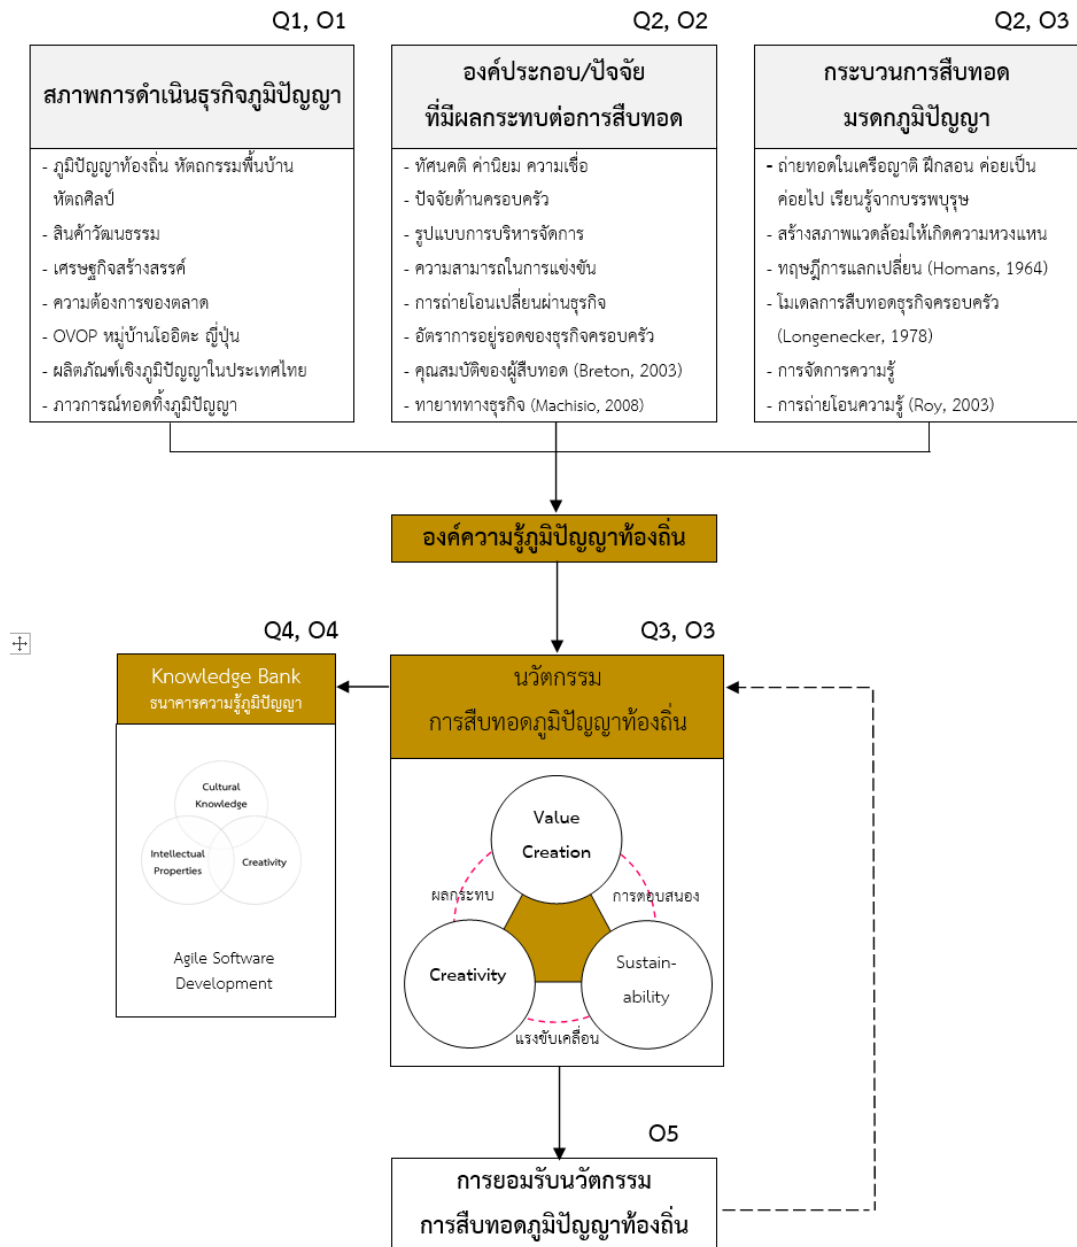 Q1, O1
สภาพการดำเนินธุรกิจภูมิปัญญา
- ภูมิปัญญาท้องถิ่น หัตถกรรมพื้นบ้าน
หัตถศิลป์
- สินค้าวัฒนธรรม
- เศรษฐกิจสร้างสรรค์
- ความต้องการของตลาด
- OVOP หมู่บ้านโออิตะ ญี่ปุ่น
- ผลิตภัณฑ์เชิงภูมิปัญญาในประเทศไทย
- ภาวการณ์ทอดทิ้งภูมิปัญญา
Q2, O2
องค์ประกอบ/ปัจจัย
ที่มีผลกระทบต่อการสืบทอด
- ทัศนคติ ค่านิยม ความเชื่อ
- ปัจจัยด้านครอบครัว
- รูปแบบการบริหารจัดการ
- ความสามารถในการแข่งขัน
- การถ่ายโอนเปลี่ยนผ่านธุรกิจ
- อัตราการอยู่รอดของธุรกิจครอบครัว
- คุณสมบัติของผู้สืบทอด (Breton, 2003)
- ทายาททางธุรกิจ (Machisio, 2008)
Q2, O3
กระบวนการสืบทอด
มรดกภูมิปัญญา
- ถ่ายทอดในเครือญาติ ฝึกสอน ค่อยเป็น
ค่อยไป เรียนรู้จากบรรพบุรุษ
- สร้างสภาพแวดล้อมให้เกิดความหวงแหน
- ทฤษฎีการแลกเปลี่ยน (Homans, 1964)
- โมเดลการสืบทอดธุรกิจครอบครัว
(Longenecker, 1978)
- การจัดการความรู้
- การถ่ายโอนความรู้ (Roy, 2003)
องค์ความรู้ภูมิปัญญาท้องถิ่น
Q4, O4
Knowledge Bank
ธนาคารความรู้ภูมิปัญญา
Cultural
Knowledge
Intellectual
Properties
Creativity
Agile Software
Development
Q3, O3
นวัตกรรม
การสืบทอดภูมิปัญญาท้องถิ่น
Value
Creation
ผลกระทบ
การตอบสนอง
Creativity
Sustain-
ability
แรงขับเคลื่อน
O5
การยอมรับนวัตกรรม
การสืบทอดภูมิปัญญาท้องถิ่น